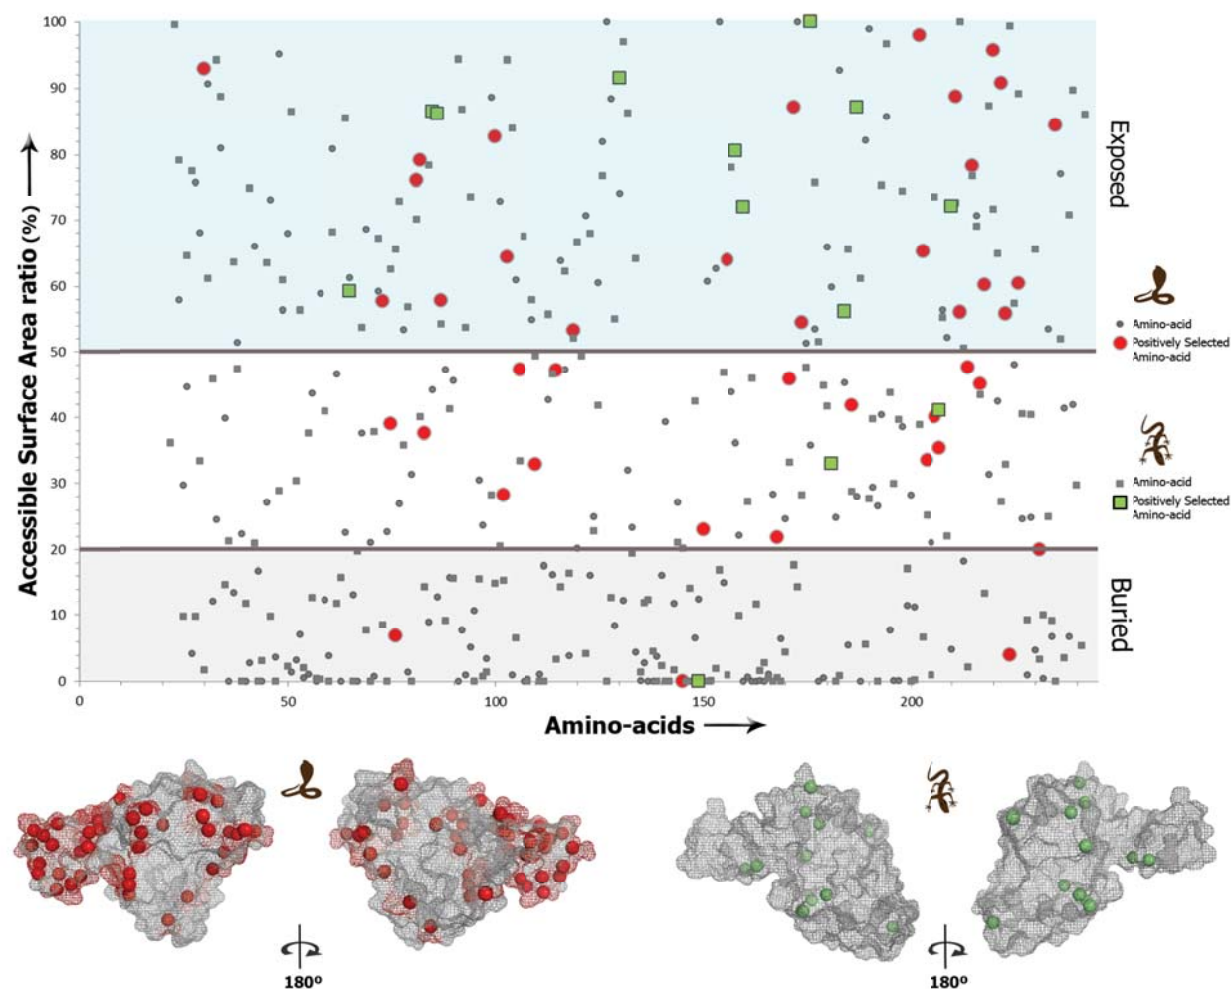 Accessible Surface Area ratio (%)
100
90
80
70
60
50
40
30
20
10
0
0
50
100
150
200
Amino-acids
Exposed
Buried
Amino-acid
Positively Selected
Amino-acid
Amino-acid
Positively Selected
Amino-acid
180º
180º